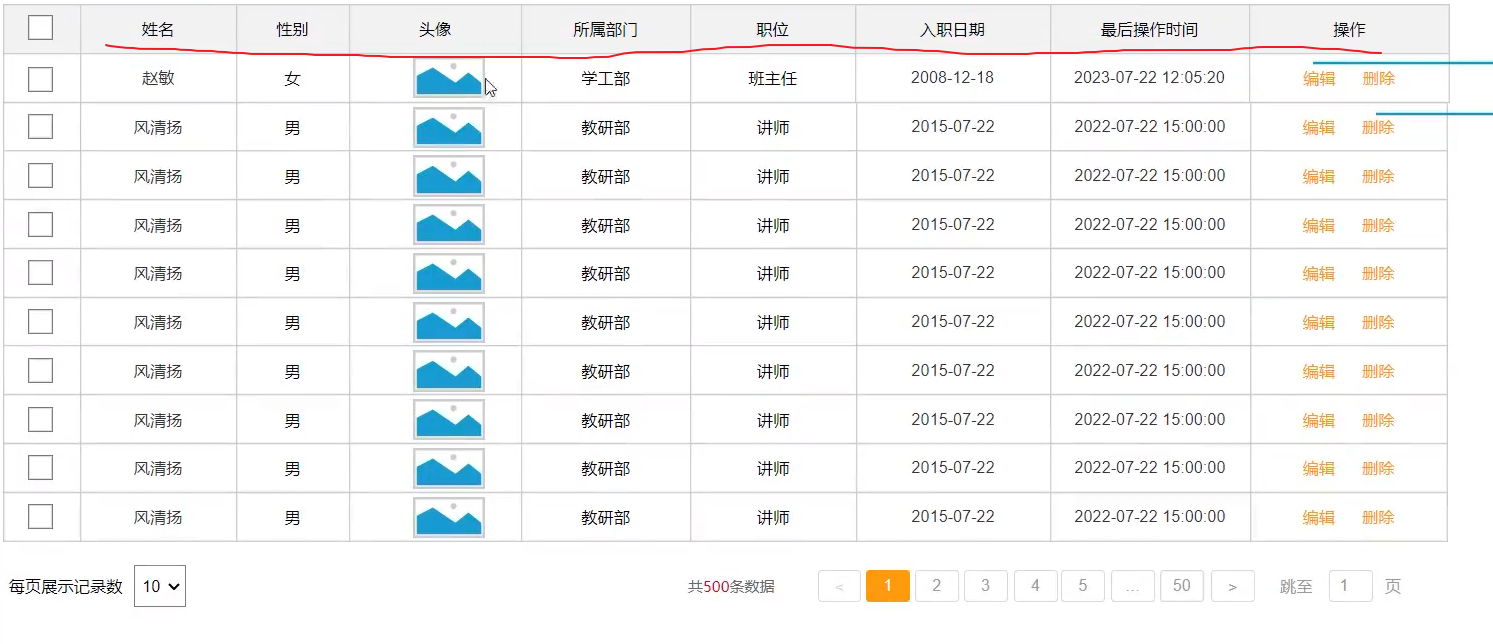 姓名 性别 头像 所属部门 职位 入职日期 最后操作时间 操作
赵敏 女 学工部 班主任 2008-12-18 2023-07-22 12:05:20 编辑 删除
风清扬 男 教研部 讲师 2015-07-22 2022-07-22 15:00:00 编辑 删除
风清扬 男 教研部 讲师 2015-07-22 2022-07-22 15:00:00 编辑 删除
风清扬 男 教研部 讲师 2015-07-22 2022-07-22 15:00:00 编辑 删除
风清扬 男 教研部 讲师 2015-07-22 2022-07-22 15:00:00 编辑 删除
风清扬 男 教研部 讲师 2015-07-22 2022-07-22 15:00:00 编辑 删除
风清扬 男 教研部 讲师 2015-07-22 2022-07-22 15:00:00 编辑 删除
风清扬 男 教研部 讲师 2015-07-22 2022-07-22 15:00:00 编辑 删除
风清扬 男 教研部 讲师 2015-07-22 2022-07-22 15:00:00 编辑 删除
风清扬 男 教研部 讲师 2015-07-22 2022-07-22 15:00:00 编辑 删除
每页展示记录数 10 共500条数据 < 1 2 3 4 5 ... 50 > 跳至 1 页